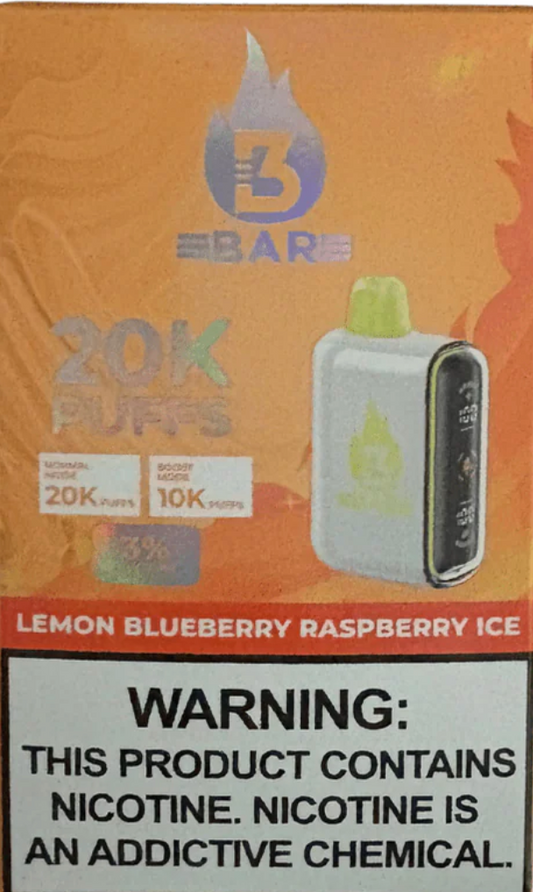 3
BAR
20K
PUFFS
NORMAL
MODE
20K PUFFS
BOOST
MODE
10K PUFFS
3%
LEMON BLUEBERRY RASPBERRY ICE
WARNING:
THIS PRODUCT CONTAINS
NICOTINE. NICOTINE IS
AN ADDICTIVE CHEMICAL.